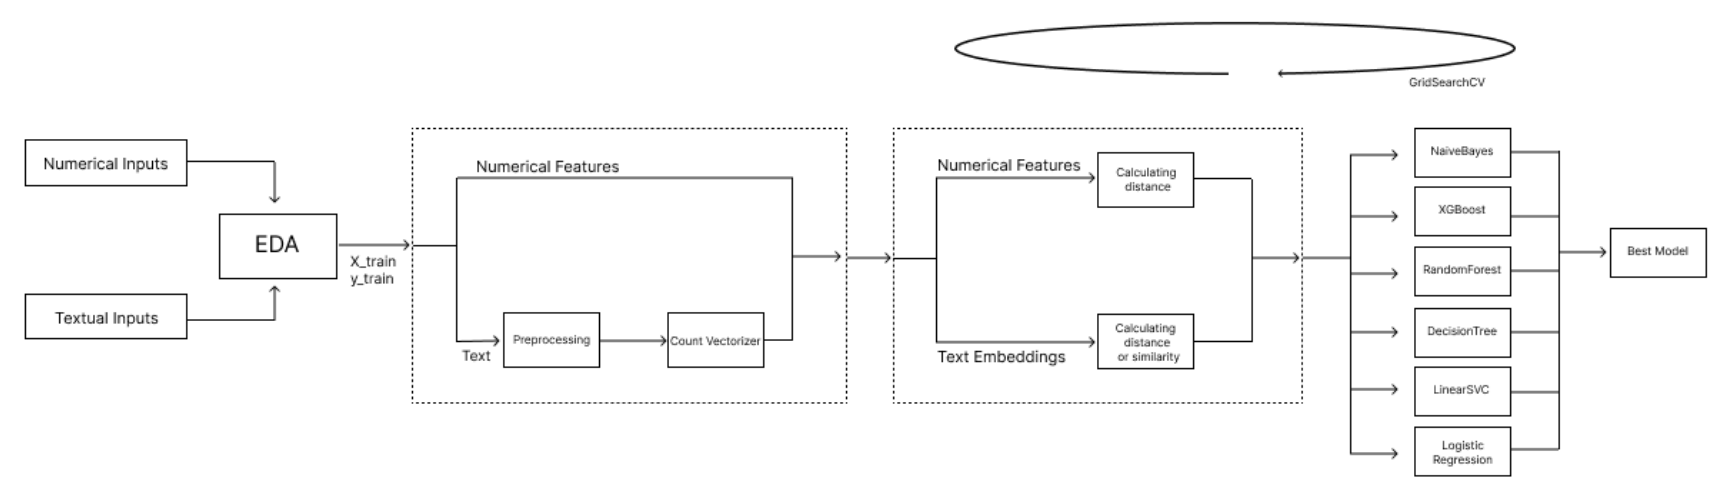 GridSearchCV
Numerical Inputs
Textual Inputs
EDA
X_train
y_train
Numerical Features
Text
Preprocessing
Count Vectorizer
Numerical Features
Calculating
distance
Text Embeddings
Calculating
distance
or similarity
NaiveBayes
XGBoost
RandomForest
DecisionTree
LinearSVC
Logistic
Regression
Best Model